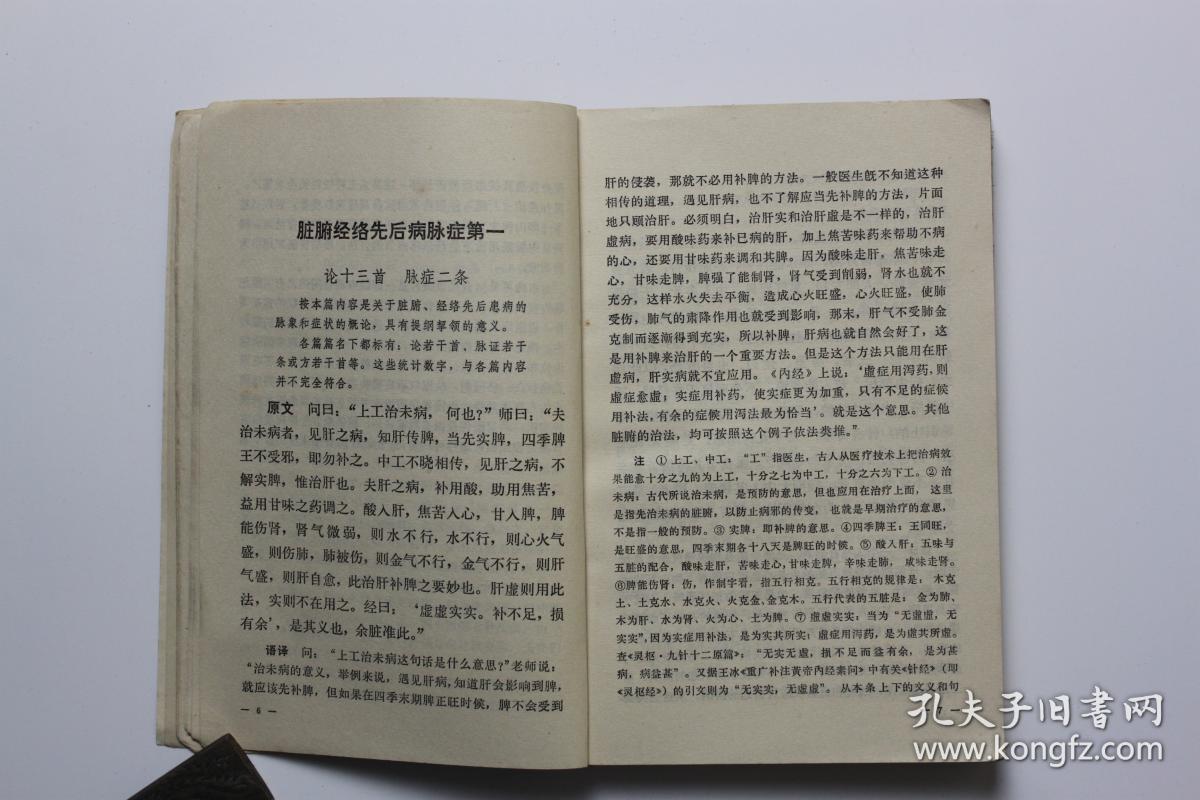 脏腑经络先后病脉症第一
论十三首 脉症二条
按本篇内容是关于脏腑、经络先后患病的
脉象和症状的概论，具有提纲挈领的意义。
各篇篇名下都标有：论若干首、脉证若干
条或方若干首等。这些统计数字，与各篇内容
并不完全符合。
原文 问曰：“上工治未病，何也？”师曰：“夫
治未病者，见肝之病，知肝传脾，当先实脾，四季脾
王不受邪，即勿补之。中工不晓相传，见肝之病，不
解实脾，惟治肝也。夫肝之病，补用酸，助用焦苦，
益用甘味之药调之。酸入肝，焦苦入心，甘入脾，脾
能伤肾，肾气微弱，则水不行，水不行，则心火气
盛，则伤肺，肺被伤，则金气不行，金气不行，则肝
气盛，则肝自愈，此治肝补脾之要妙也。肝虚则用此
法，实则不在用之。经曰：‘虚虚实实。补不足，损
有余’，是其义也，余脏准此。”
语译 问：“上工治未病这句话是什么意思？”老师说：
“治未病的意义，举例来说，遇见肝病，知道肝会影响到脾，
就应该先补脾，但如果在四季末期脾正旺时候，脾不会受到
— 6 —
肝的侵袭，那就不必用补脾的方法。一般医生既不知道这种
相传的道理，遇见肝病，也不了解应当先补脾的方法，片面
地只顾治肝。必须明白，治肝实和治肝虚是不一样的，治肝
虚病，要用酸味药来补已病的肝，加上焦苦味药来帮助不病
的心，还要用甘味药来调和其脾。因为酸味走肝，焦苦味走
心，甘味走脾，脾强了能制肾，肾气受到削弱，肾水也就不
充分，这样水火失去平衡，造成心火旺盛，心火旺盛，使肺
受伤，肺气的肃降作用也就受到影响，那末，肝气不受肺金
克制而逐渐得到充实，所以补脾，肝病也就自然会好了，这
是用补脾来治肝的一个重要方法。但是这个方法只能用在肝
虚病，肝实病就不宜应用。《内经》上说：‘虚症用泻药，则
虚症愈虚；实症用补药，使实症更为加重，只有不足的症候
用补法，有余的症候用泻法最为恰当’。就是这个意思。其他
脏腑的治法，均可按照这个例子依法类推。”
注 ① 上工、中工：“工”指医生，古人从医疗技术上把治病效
果能愈十分之九的为上工，十分之七为中工，十分之六为下工。② 治
未病：古代所说治未病，是预防的意思，但也应用在治疗上面，这里
是指先治未病的脏腑，以防止病邪的传变，也就是早期治疗的意思，
不是指一般的预防。③ 实脾：即补脾的意思。④四季脾王：王同旺，
是旺盛的意思，四季末期各十八天是脾旺的时候。⑤ 酸入肝：五味与
五脏的配合，酸味走肝，苦味走心，甘味走脾，辛味走肺，咸味走肾。
⑥脾能伤肾：伤，作制字看，指五行相克。五行相克的规律是：木克
土、土克水、水克火、火克金、金克木。五行代表的五脏是：金为肺、
木为肝、水为肾、火为心、土为脾。⑦ 虚虚实实：当为“无虚虚，无
实实”，因为实症用补法，是为实其所实；虚症用泻药，是为虚其所虚。
查《灵枢·九针十二原篇》：“无实无虚，损不足而益有余，是为甚
病，病益甚”。又据王冰《重广补注黄帝内经素问》中有关《针经》（即
《灵枢经》）的引文则为“无实实，无虚虚”。从本条上下的文义和句
7 —
孔夫子旧书网
www.kongfz.com